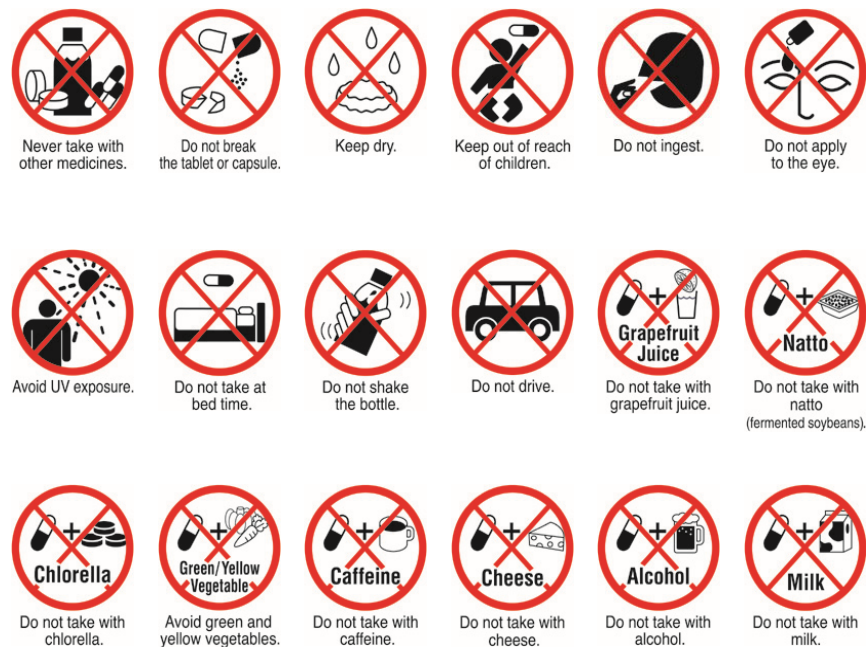 Never take with
other medicines.
Do not break
the tablet or capsule.
Keep dry.
Keep out of reach
of children.
Do not ingest.
Do not apply
to the eye.
Grapefruit
Juice
Natto
Avoid UV exposure.
Do not take at
bed time.
Do not shake
the bottle.
Do not drive.
Do not take with
grapefruit juice.
Do not take with
natto
(fermented soybeans).
Chlorella
Green/Yellow
Vegetable
Caffeine
Cheese
Alcohol
Milk
Do not take with
chlorella.
Avoid green and
yellow vegetables.
Do not take with
caffeine.
Do not take with
cheese.
Do not take with
alcohol.
Do not take with
milk.